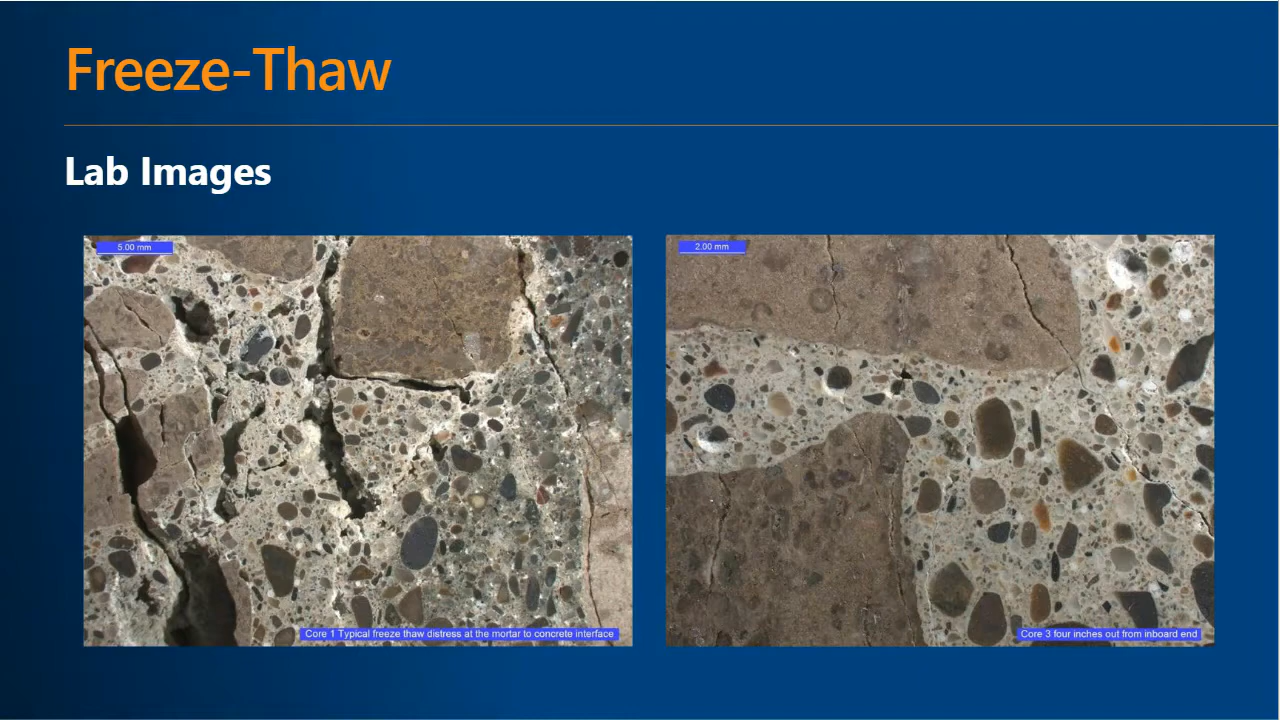 Freeze-Thaw
Lab Images
5.00 mm
2.00 mm
Core 1 Typical freeze thaw distress at the mortar to concrete interface
Core 3 four inches out from inboard end